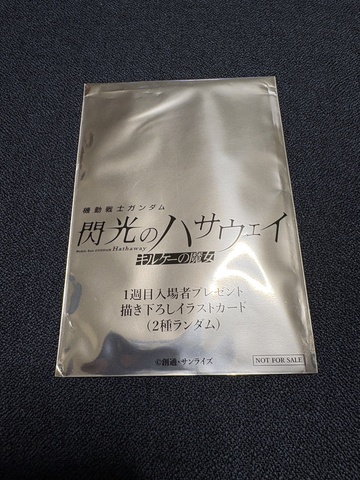 機動戦士ガンダム
閃光のハサウェイ
Mobile Suit GUNDAM Hathaway
キルケーの魔女
1週目入場者プレゼント
描き下ろしイラストカード
(2種ランダム)
©創通・サンライズ
NOT FOR SALE